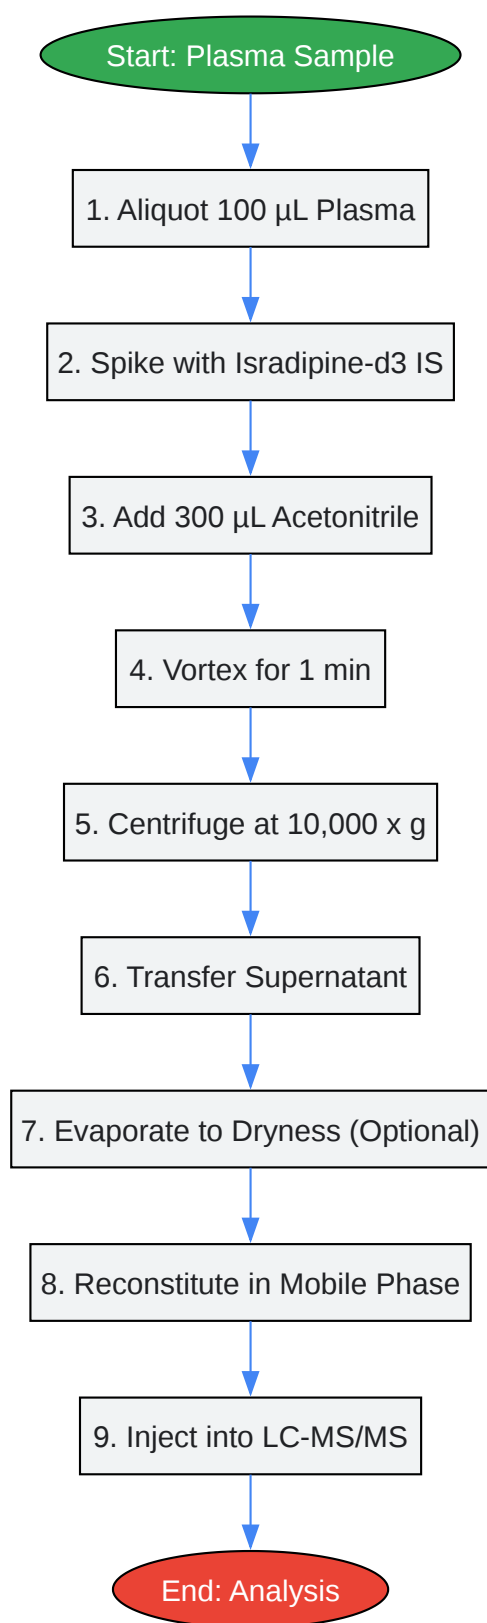 Start: Plasma Sample
1. Aliquot 100 µL Plasma
2. Spike with Isradipine-d3 IS
3. Add 300 µL Acetonitrile
4. Vortex for 1 min
5. Centrifuge at 10,000 x g
6. Transfer Supernatant
7. Evaporate to Dryness (Optional)
8. Reconstitute in Mobile Phase
9. Inject into LC-MS/MS
End: Analysis